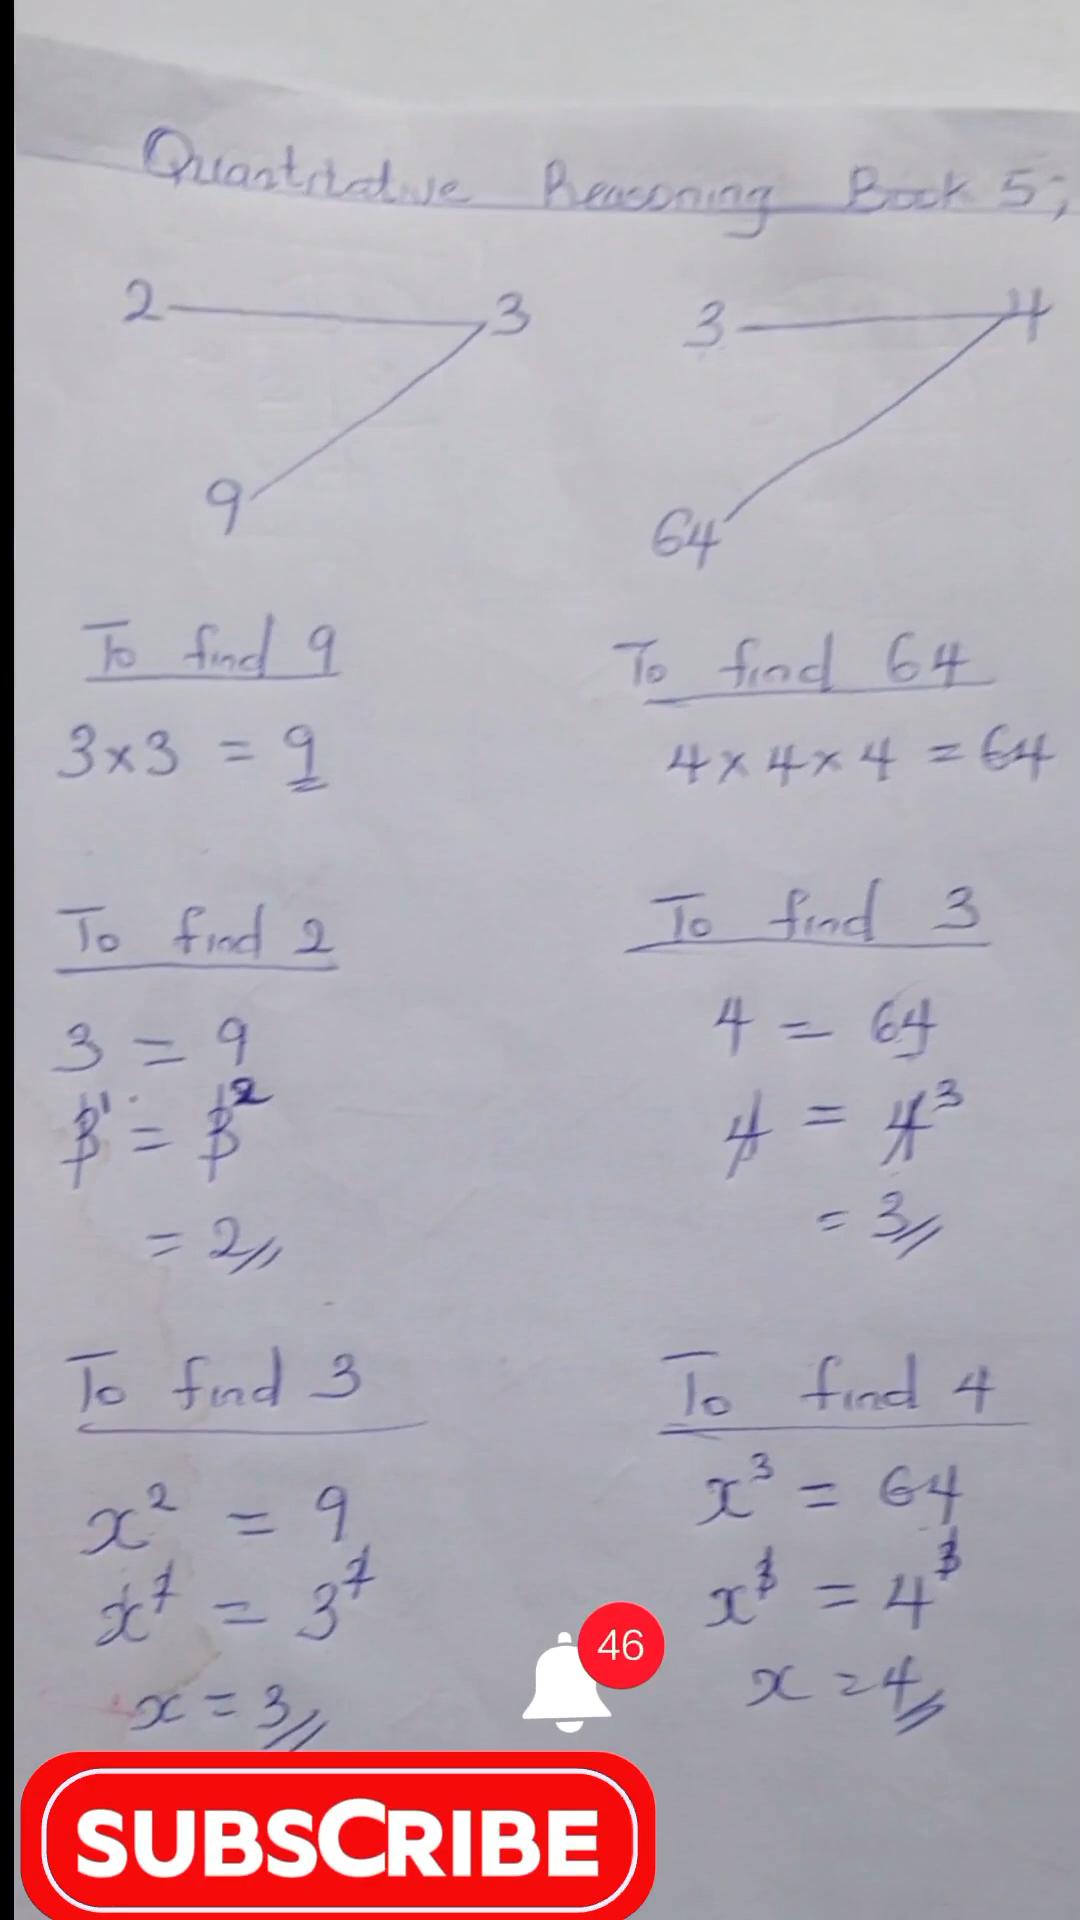 Quantitative Reasoning Book 5;
2 3
9
3 4
64
To find 9
3×3 = 9
To find 2
3 = 9
3¹ = 3²
= 2
To find 3
x² = 9
x² = 3²
x = 3
To find 64
4×4×4 = 64
To find 3
4 = 64
4 = 4³
= 3
To find 4
x³ = 64
x³ = 4³
x = 4
46
SUBSCRIBE